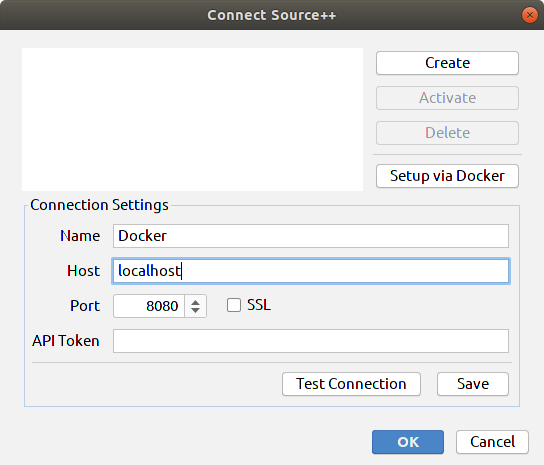 Connect Source++
Create
Activate
Delete
Setup via Docker
Connection Settings
Name Docker
Host localhost
Port 8080 SSL
API Token
Test Connection Save
OK Cancel